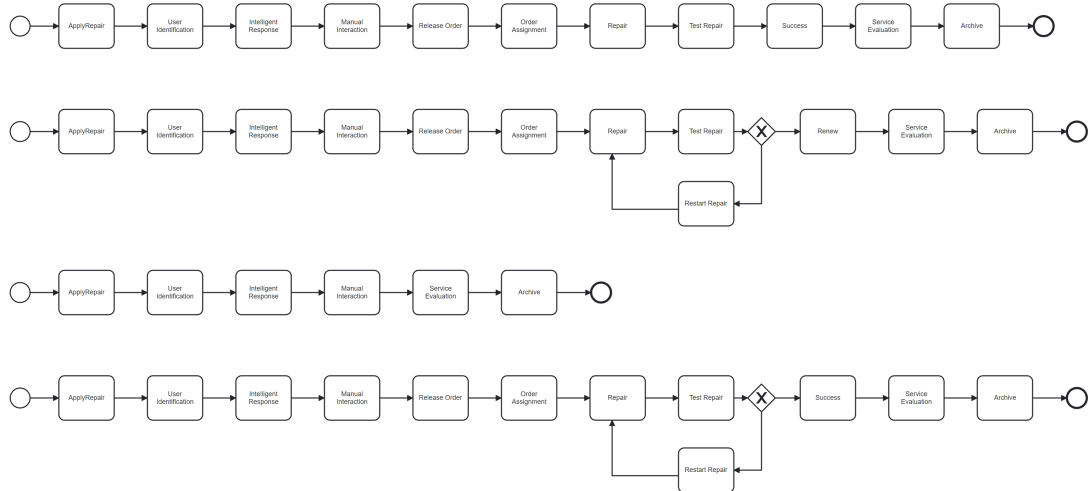 ApplyRepair
User
Identification
Intelligent
Response
Manual
Interaction
Release Order
Order
Assignment
Repair
Test Repair
Success
Service
Evaluation
Archive
ApplyRepair
User
Identification
Intelligent
Response
Manual
Interaction
Release Order
Order
Assignment
Repair
Test Repair
X
Renew
Service
Evaluation
Archive
Restart Repair
ApplyRepair
User
Identification
Intelligent
Response
Manual
Interaction
Service
Evaluation
Archive
ApplyRepair
User
Identification
Intelligent
Response
Manual
Interaction
Release Order
Order
Assignment
Repair
Test Repair
X
Success
Service
Evaluation
Archive
Restart Repair